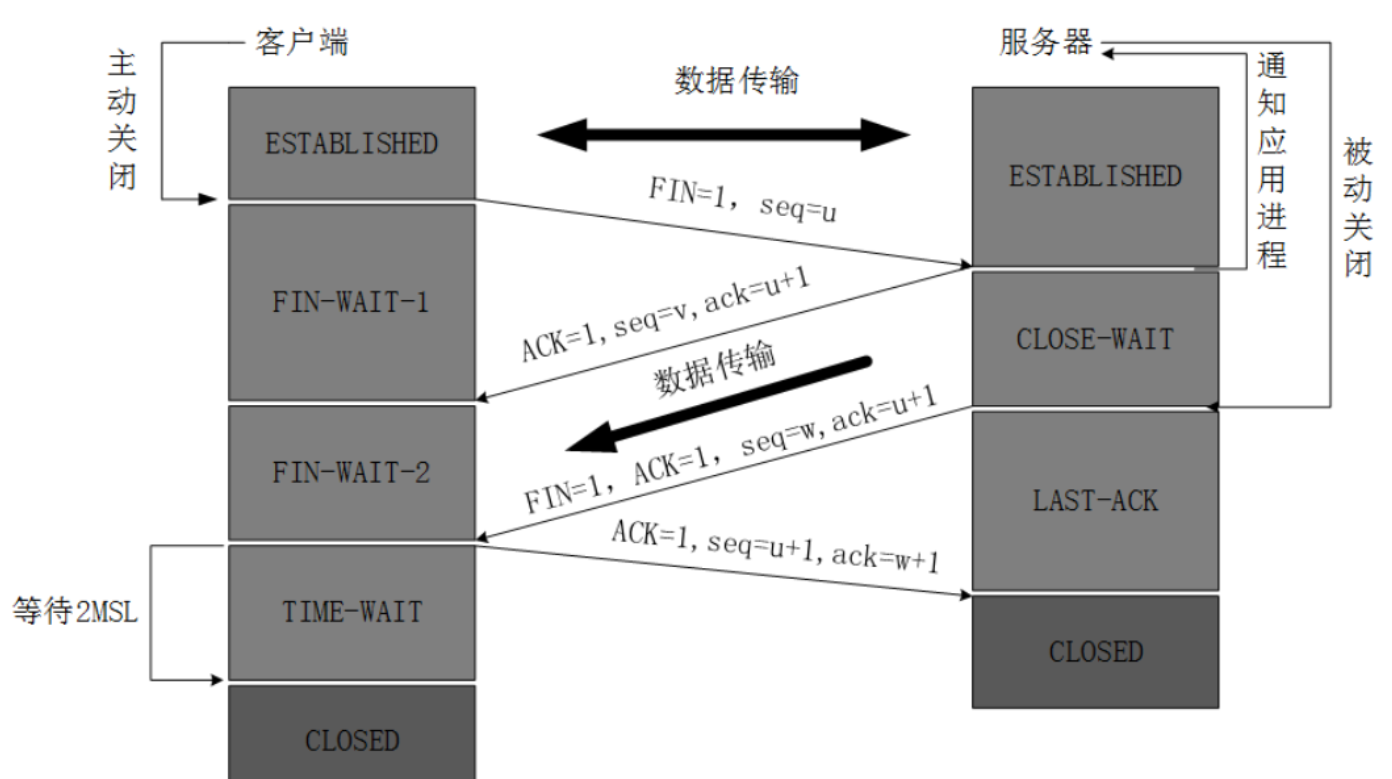 客户端
服务器
主动关闭
数据传输
通知应用进程
被动关闭
ESTABLISHED
ESTABLISHED
FIN=1, seq=u
FIN-WAIT-1
ACK=1,seq=v,ack=u+1
CLOSE-WAIT
数据传输
FIN-WAIT-2
FIN=1, ACK=1, seq=w,ack=u+1
LAST-ACK
ACK=1,seq=u+1,ack=w+1
等待2MSL
TIME-WAIT
CLOSED
CLOSED